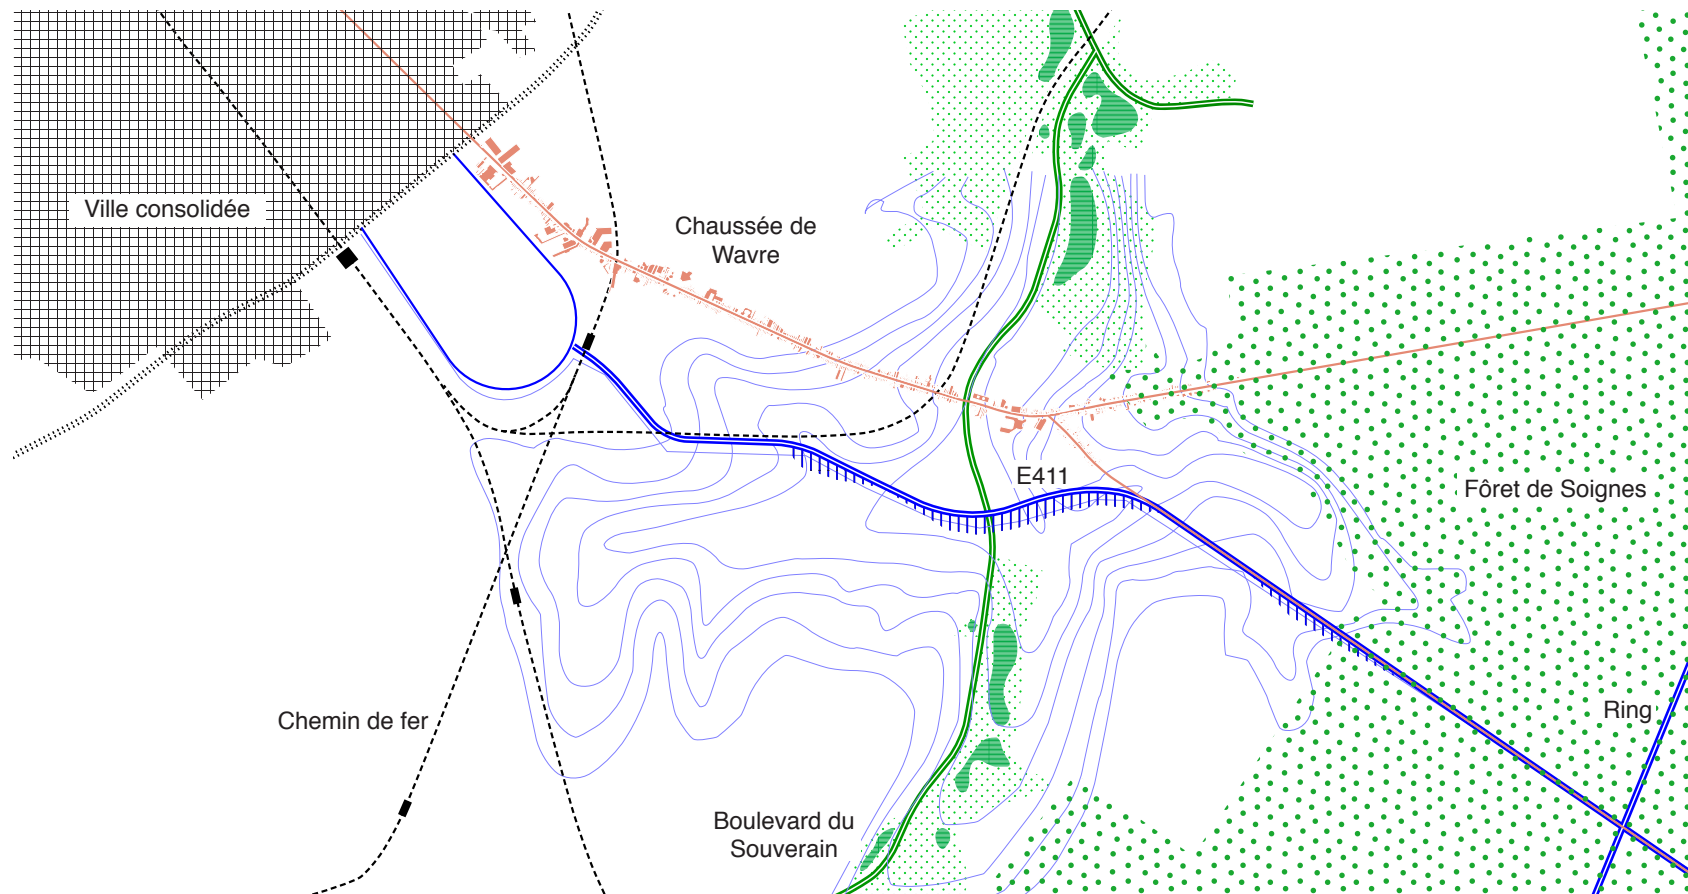 Ville consolidée
Chaussée de
Wavre
E411
Fôret de Soignes
Ring
Chemin de fer
Boulevard du
Souverain